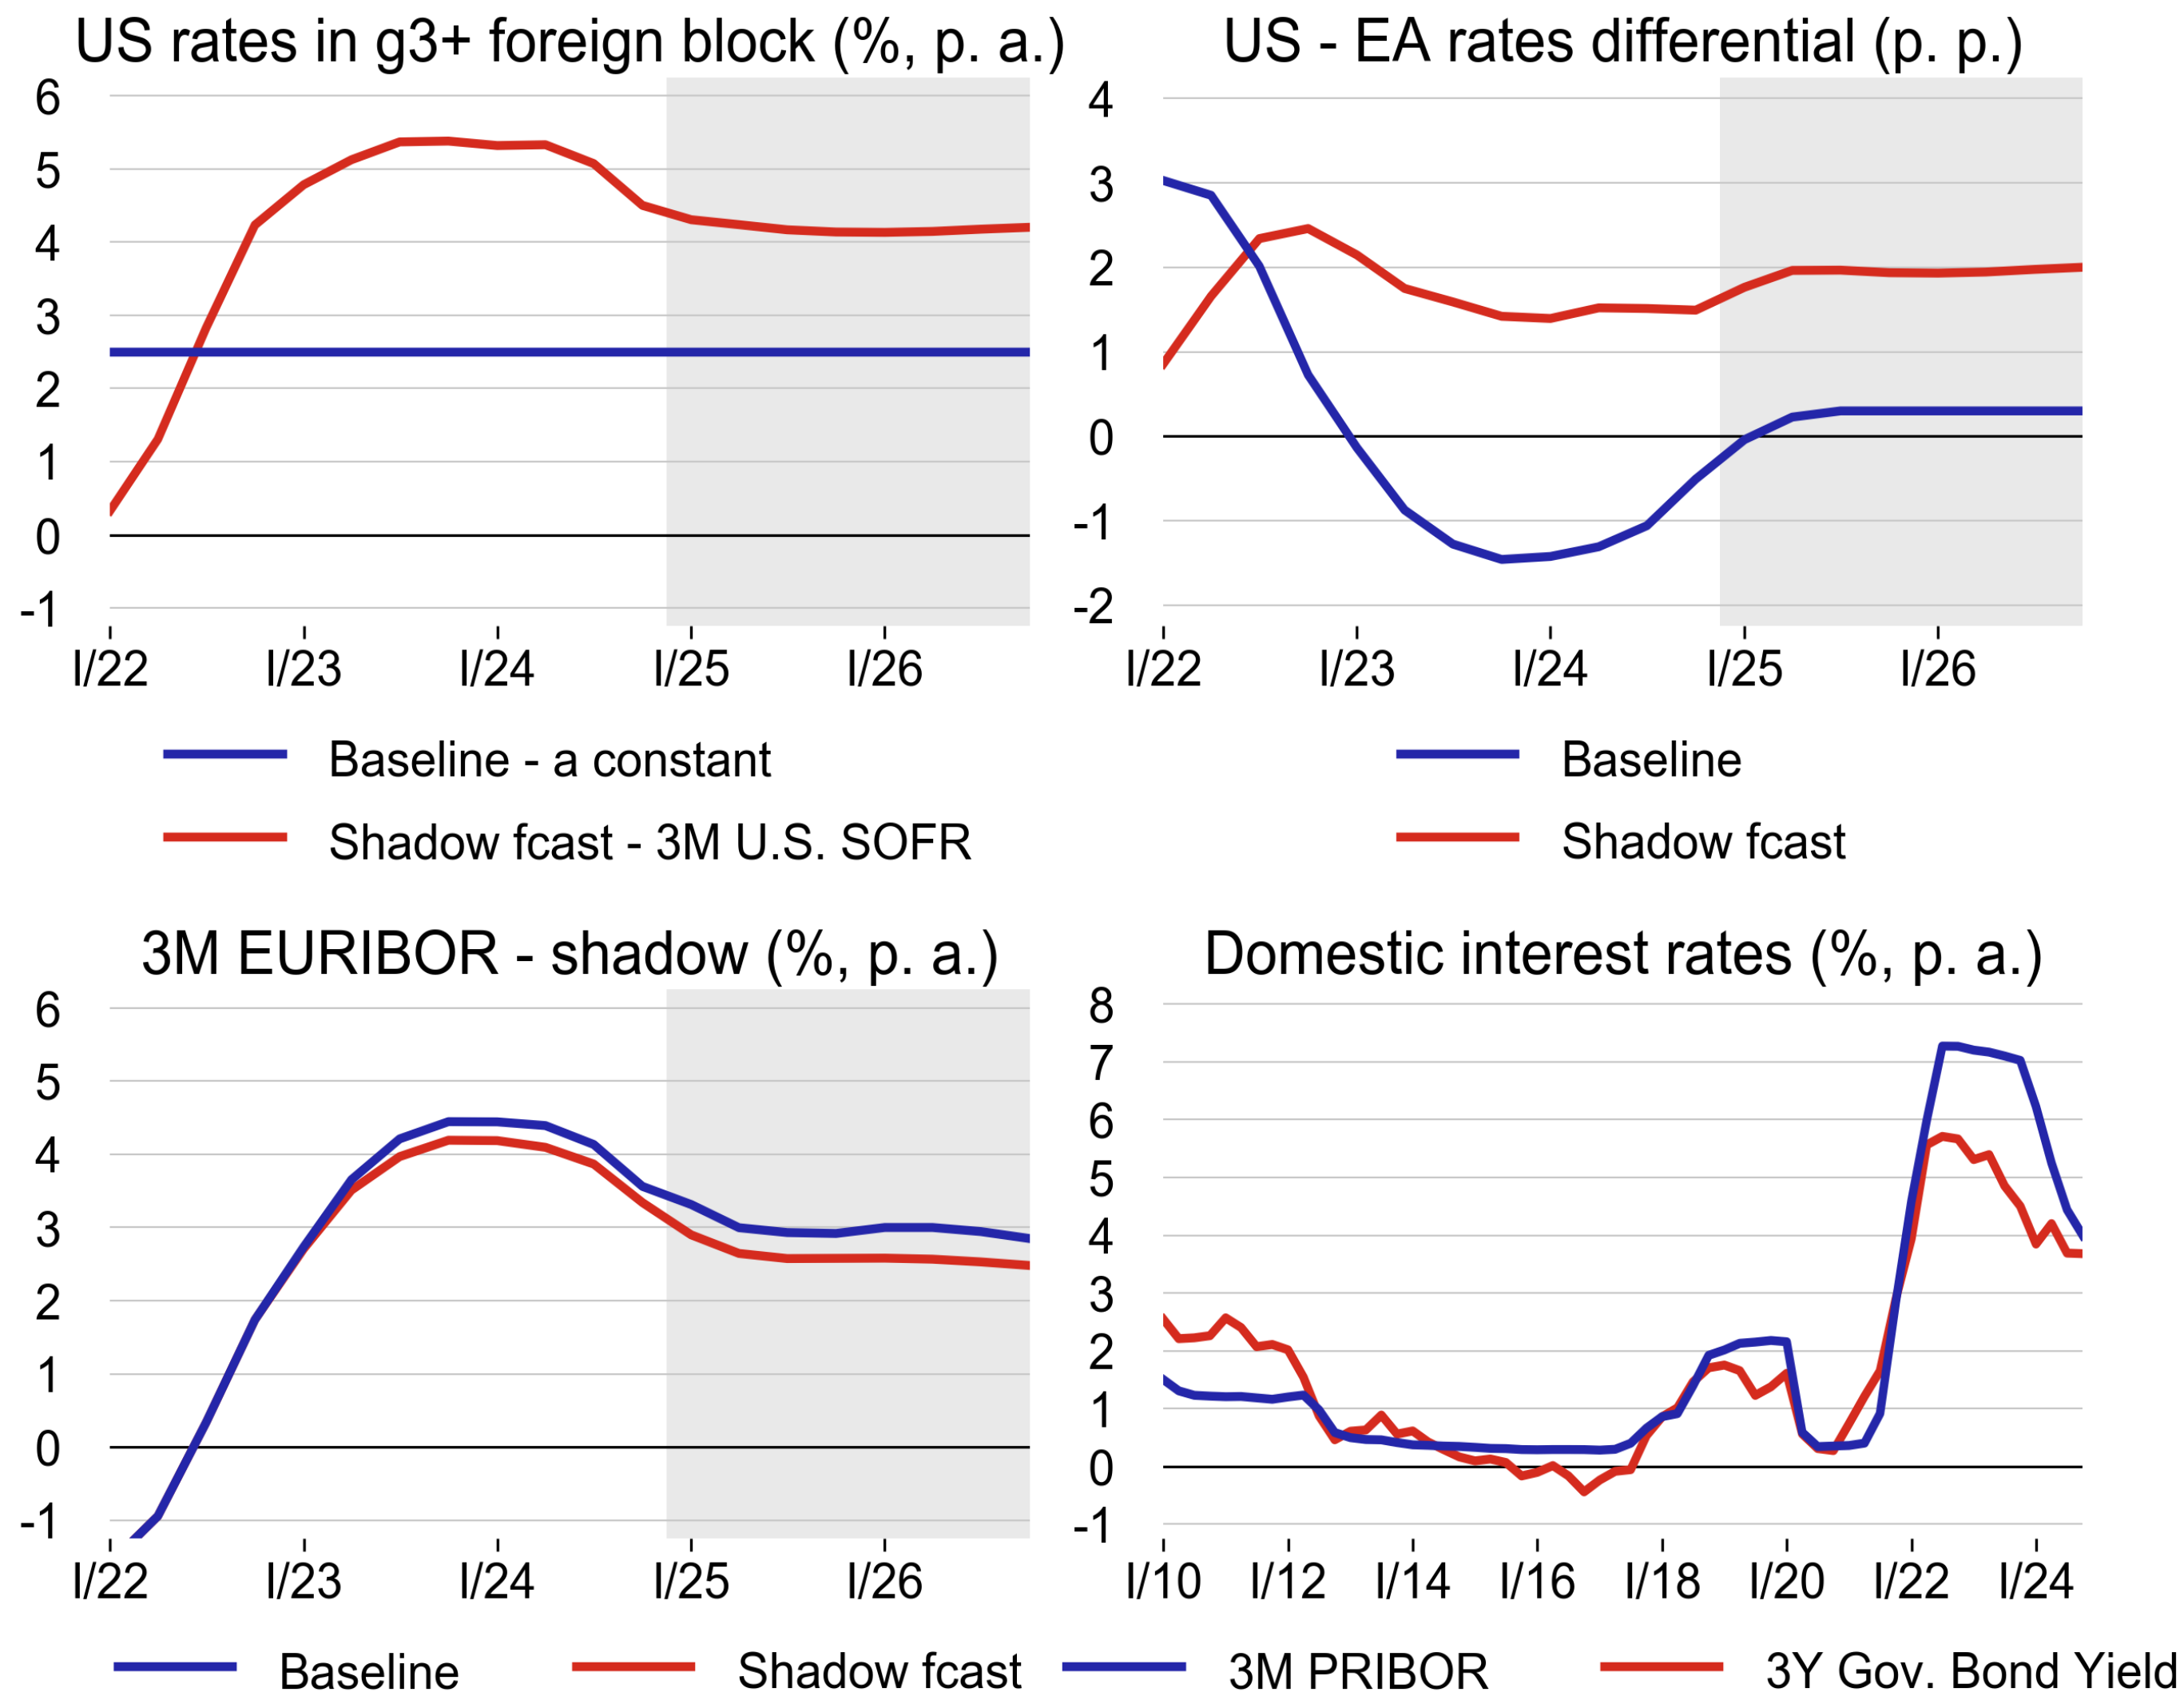 US rates in g3+ foreign block (%, p. a.)
6
5
4
3
2
1
0
-1
I/22 I/23 I/24 I/25 I/26
Baseline - a constant
Shadow fcast - 3M U.S. SOFR
US - EA rates differential (p. p.)
4
3
2
1
0
-1
-2
I/22 I/23 I/24 I/25 I/26
Baseline
Shadow fcast
3M EURIBOR - shadow (%, p. a.)
6
5
4
3
2
1
0
-1
I/22 I/23 I/24 I/25 I/26
Baseline Shadow fcast
Domestic interest rates (%, p. a.)
8
7
6
5
4
3
2
1
0
-1
I/10 I/12 I/14 I/16 I/18 I/20 I/22 I/24
3M PRIBOR 3Y Gov. Bond Yield